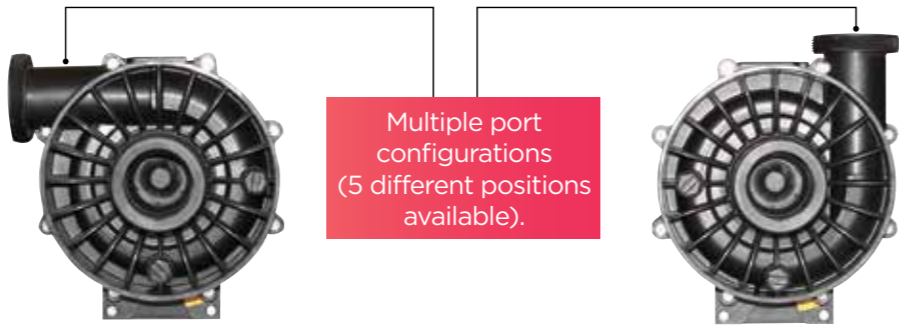 Multiple port
configurations
(5 different positions
available).